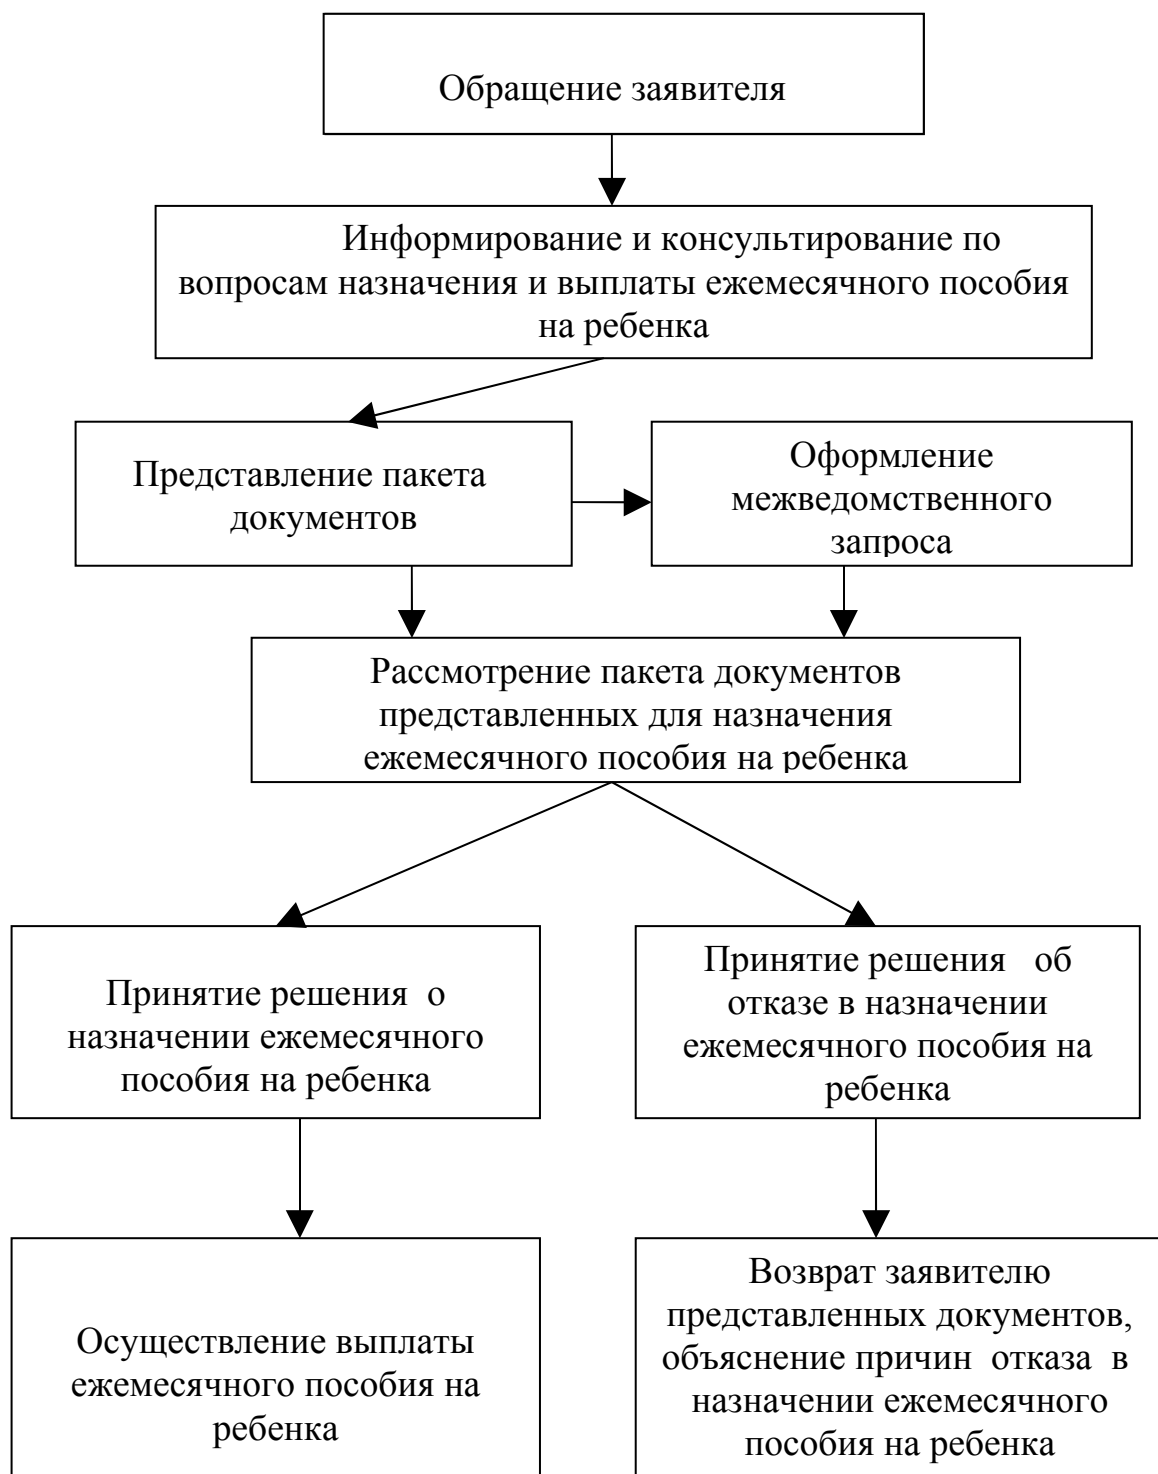 Обращение заявителя
Информирование и консультирование по
вопросам назначения и выплаты ежемесячного пособия
на ребенка
Представление пакета
документов
Оформление
межведомственного
запроса
Рассмотрение пакета документов
представленных для назначения
ежемесячного пособия на ребенка
Принятие решения о
назначении ежемесячного
пособия на ребенка
Принятие решения об
отказе в назначении
ежемесячного пособия на
ребенка
Осуществление выплаты
ежемесячного пособия на
ребенка
Возврат заявителю
представленных документов,
объяснение причин отказа в
назначении ежемесячного
пособия на ребенка